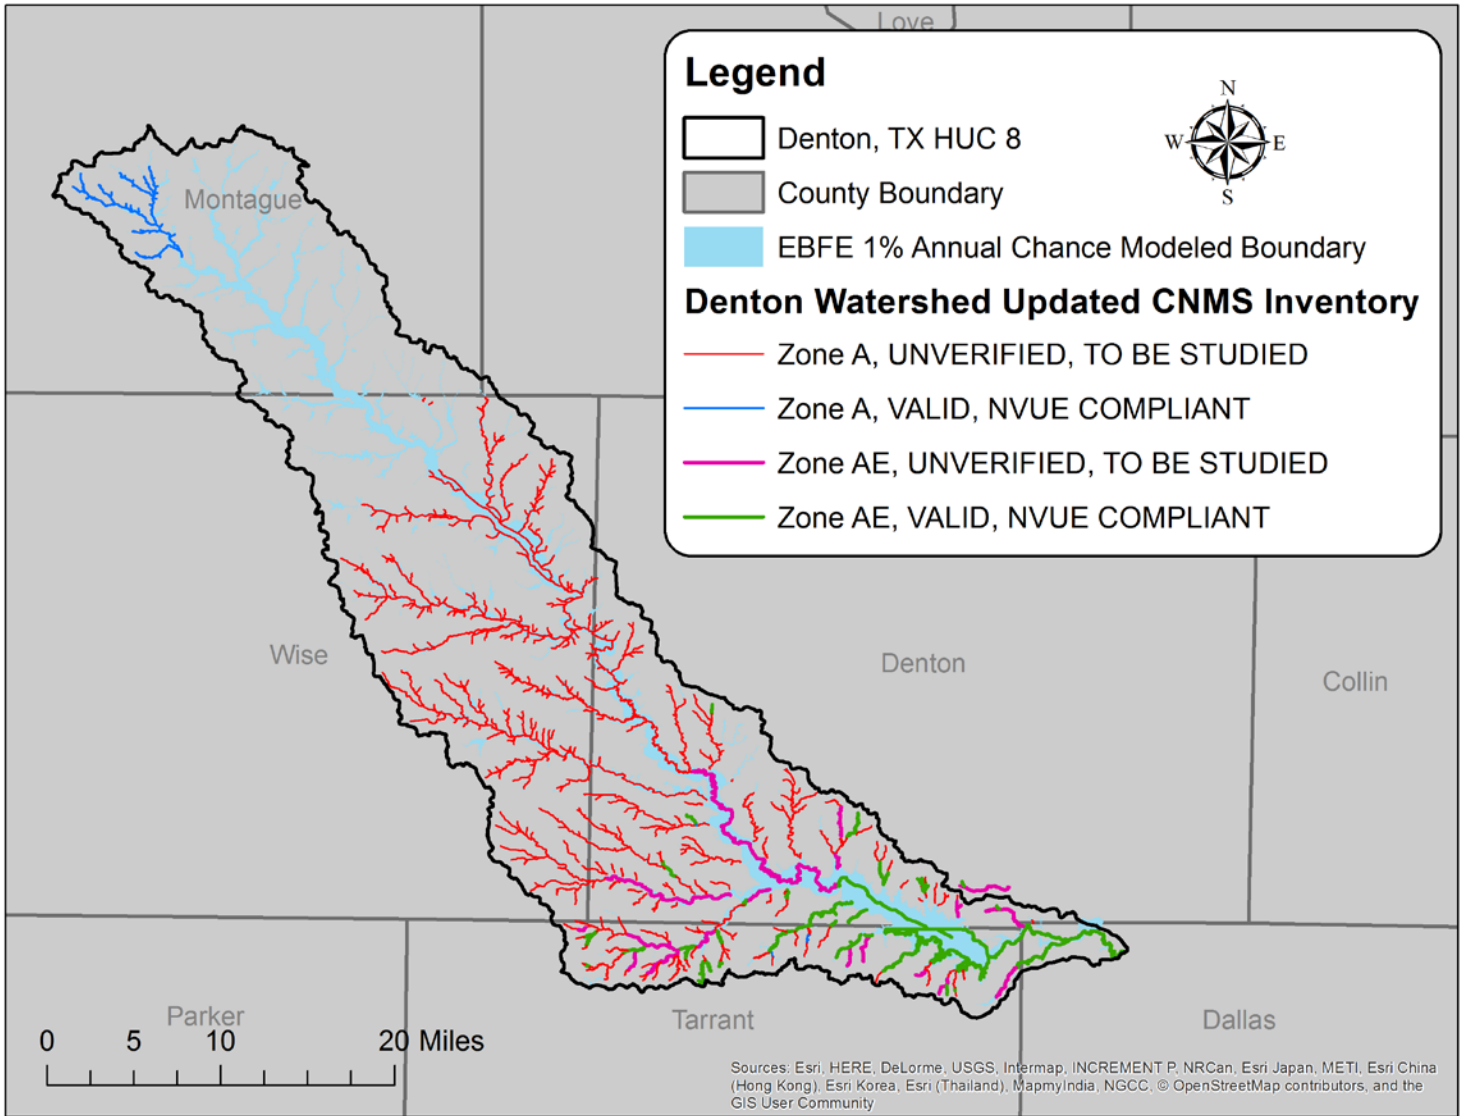 Love
Legend
N
W
E
S
Denton, TX HUC 8
County Boundary
EBFE 1% Annual Chance Modeled Boundary
Denton Watershed Updated CNMS Inventory
Zone A, UNVERIFIED, TO BE STUDIED
Zone A, VALID, NVUE COMPLIANT
Zone AE, UNVERIFIED, TO BE STUDIED
Zone AE, VALID, NVUE COMPLIANT
Montague
Wise
Denton
Collin
Parker
Tarrant
Dallas
0 5 10 20 Miles
Sources: Esri, HERE, DeLorme, USGS, Intermap, INCREMENT P, NRCan, Esri Japan, METI, Esri China
(Hong Kong), Esri Korea, Esri (Thailand), MapmyIndia, NGCC, © OpenStreetMap contributors, and the
GIS User Community